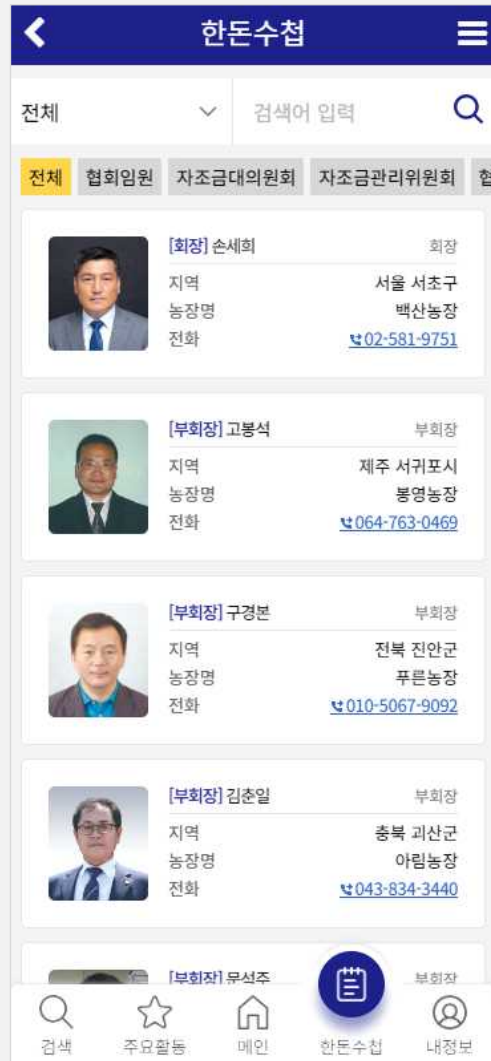 한돈수첩
전체
검색어 입력
전체 협회임원 자조금대의원회 자조금관리위원회 협
[회장] 손세희 회장
지역 서울 서초구
농장명 백산농장
전화 02-581-9751
[부회장] 고봉석 부회장
지역 제주 서귀포시
농장명 봉영농장
전화 064-763-0469
[부회장] 구경본 부회장
지역 전북 진안군
농장명 푸른농장
전화 010-5067-9092
[부회장] 김춘일 부회장
지역 충북 괴산군
농장명 아림농장
전화 043-834-3440
[부회장] 문석주 부회장
검색 주요활동 메인 한돈수첩 내정보